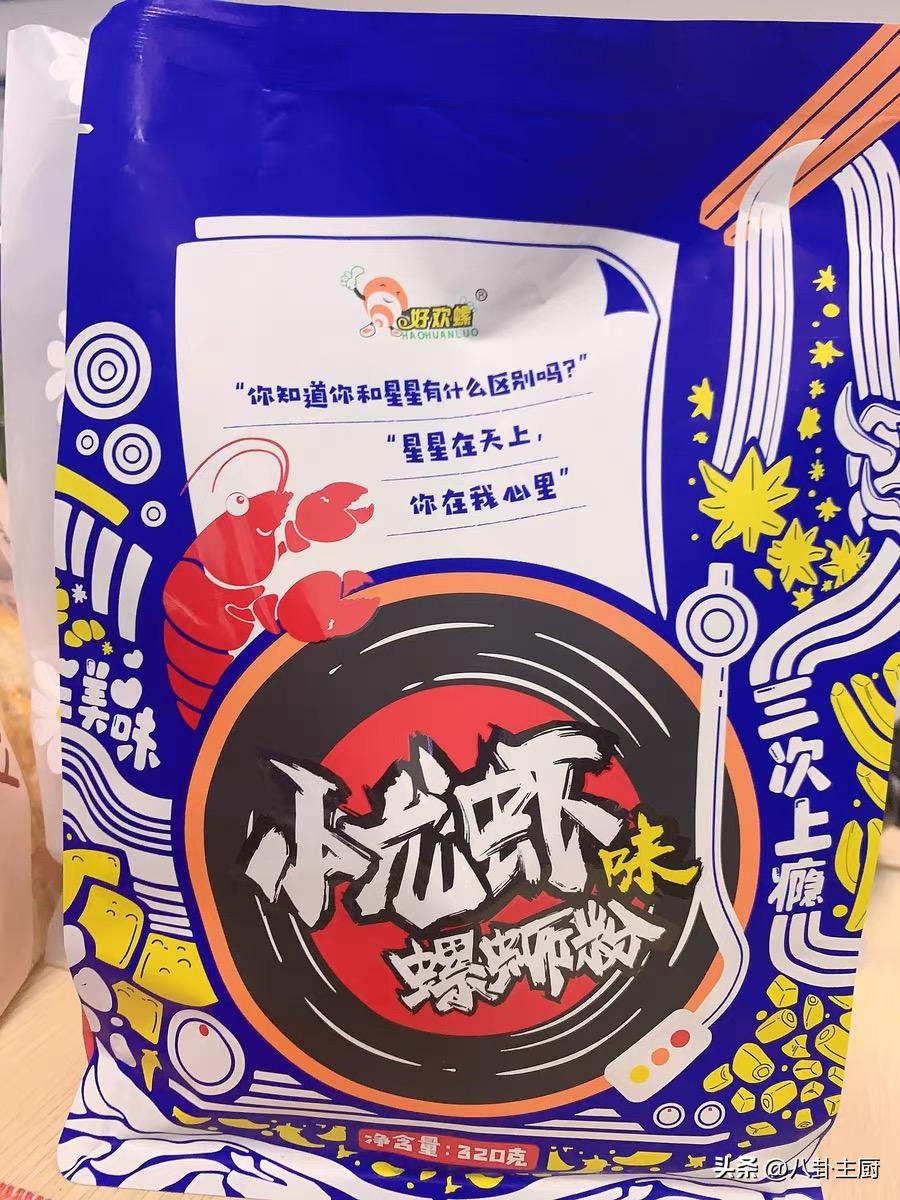 好欢螺®
HAOHUANLUO
“你知道你和星星有什么区别吗？”
“星星在天上，
你在我心里”
美味
三次上瘾
小龙虾味
螺蛳粉
净含量：320克
头条 @八卦主厨